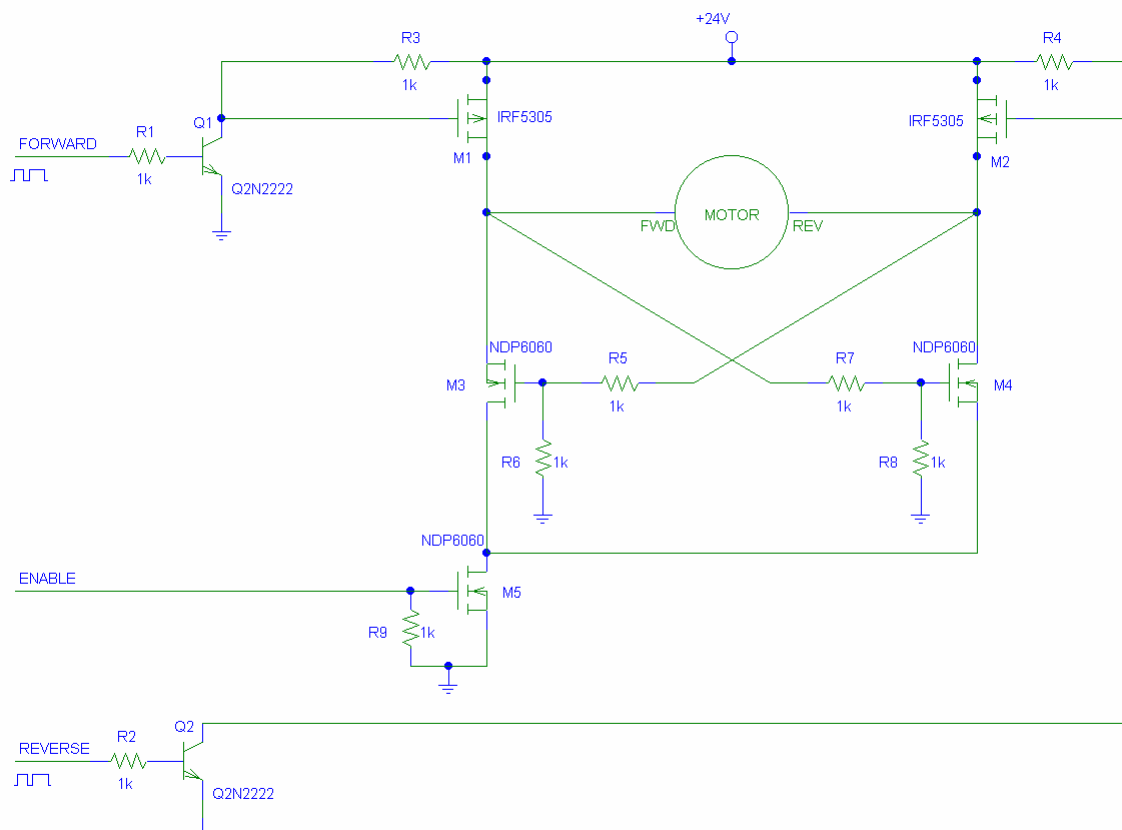 +24V
R3
1k
R4
1k
Q1
IRF5305
IRF5305
FORWARD
R1
1k
M1
M2
Q2N2222
MOTOR
FWD
REV
NDP6060
R5
R7
NDP6060
M3
M4
1k
1k
R6
1k
R8
1k
NDP6060
ENABLE
M5
R9
1k
Q2
REVERSE
R2
1k
Q2N2222